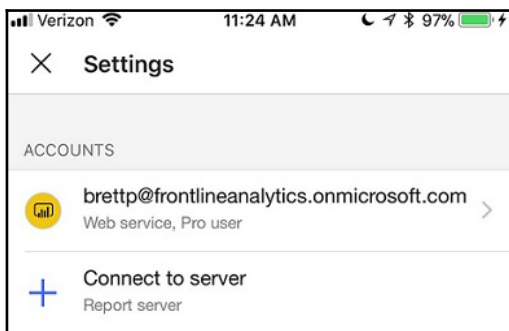 Verizon 11:24 AM 97%
Settings
ACCOUNTS
brettp@frontlineanalytics.onmicrosoft.com
Web service, Pro user
Connect to server
Report server